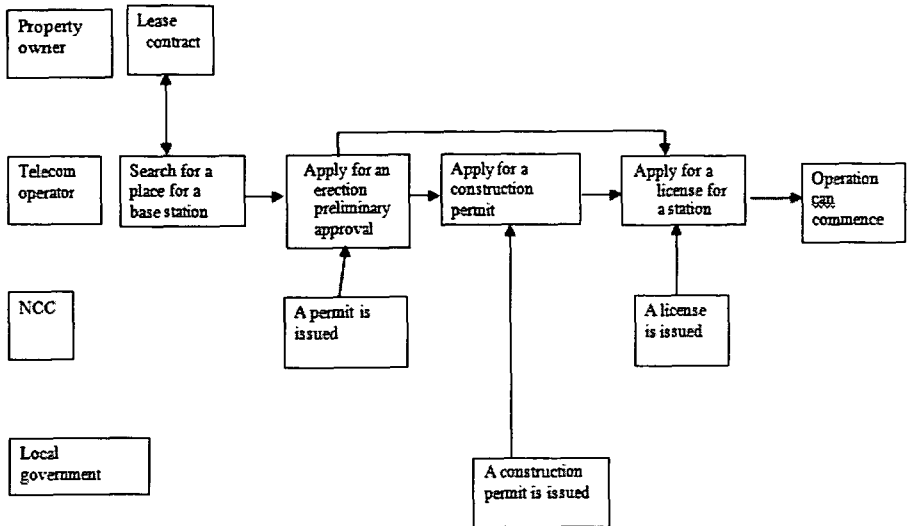 Property
owner
Lease
contract
Telecom
operator
Search for a
place for a
base station
Apply for an
erection
preliminary
approval
Apply for a
construction
permit
Apply for a
license for
a station
Operation
can
commence
NCC
A permit is
issued
A license
is issued
Local
government
A construction
permit is issued